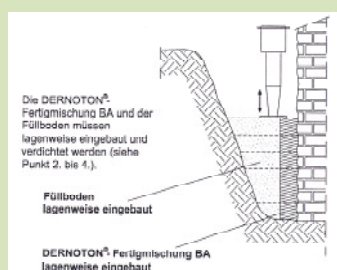 Die DERNOTON®-
Fertigmischung BA und der
Füllboden müssen
lagenweise eingebaut und
verdichtet werden (siehe
Punkt 2. bis 4.).
Füllboden
lagenweise eingebaut
DERNOTON®- Fertigmischung BA
lagenweise eingebaut